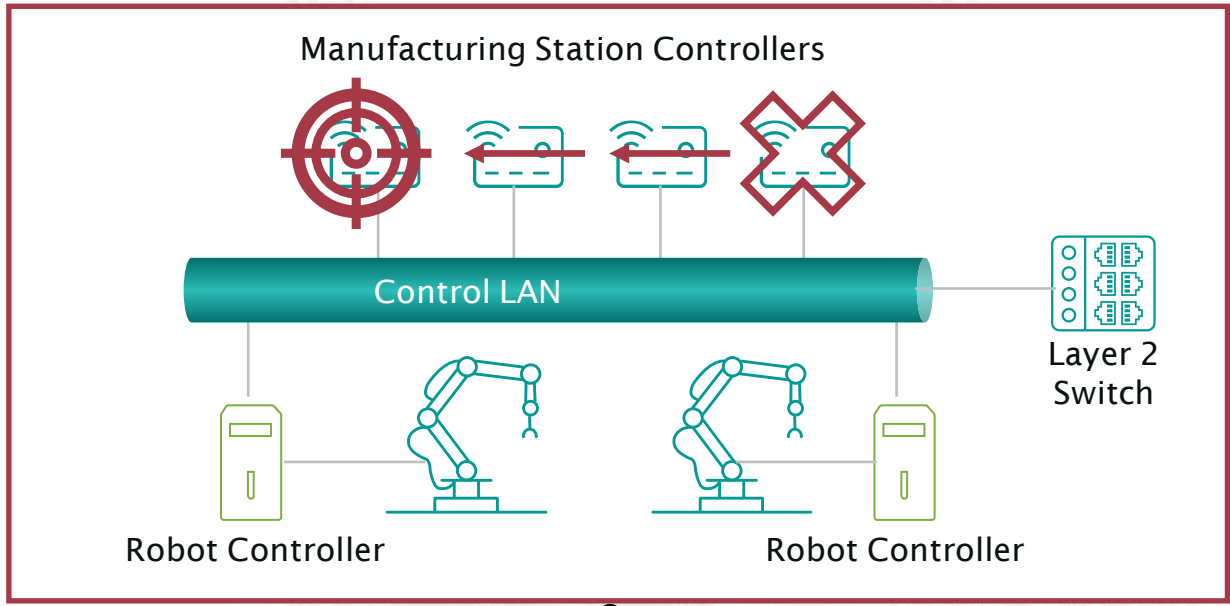 Manufacturing Station Controllers
Control LAN
Layer 2
Switch
Robot Controller
Robot Controller